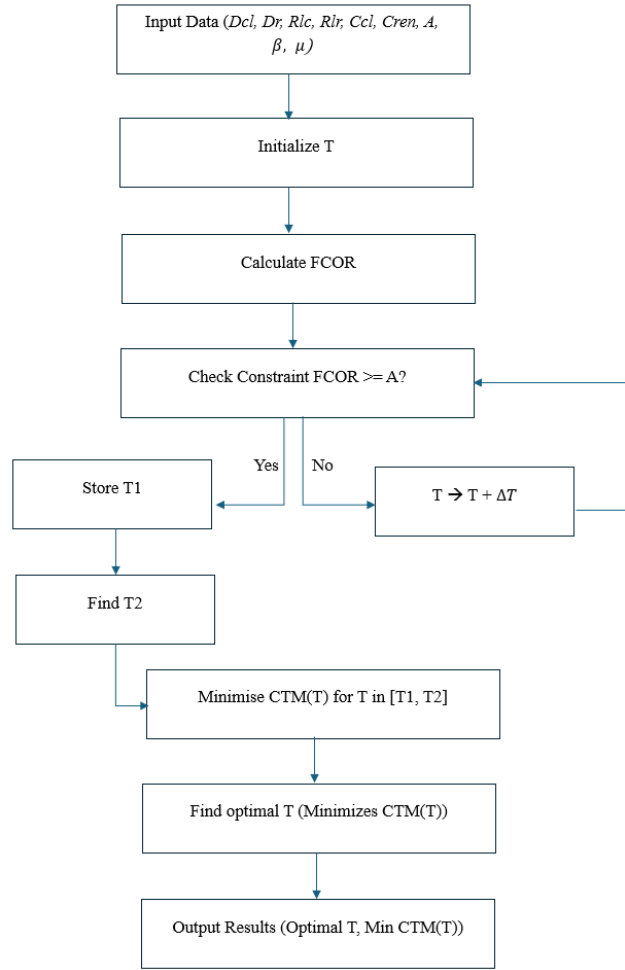 Input Data (Dcl, Dr, Rlc, Rlr, Ccl, Cren, A,
β, μ)
Initialize T
Calculate FCOR
Check Constraint FCOR >= A?
Yes
No
Store T1
T → T + ΔT
Find T2
Minimise CTM(T) for T in [T1, T2]
Find optimal T (Minimizes CTM(T))
Output Results (Optimal T, Min CTM(T))